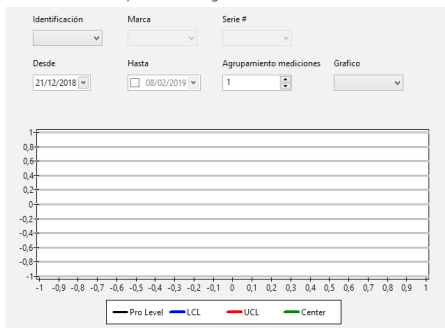 Identificación Marca Serie #
Desde Hasta Agrupamiento mediciones Grafico
21/12/2018 08/02/2019 1
1
0,8
0,6
0,4
0,2
0
-0,2
-0,4
-0,6
-0,8
-1
-1 -0,9 -0,8 -0,7 -0,6 -0,5 -0,4 -0,3 -0,2 -0,1 0 0,1 0,2 0,3 0,4 0,5 0,6 0,7 0,8 0,9 1
Pro Level LCL UCL Center